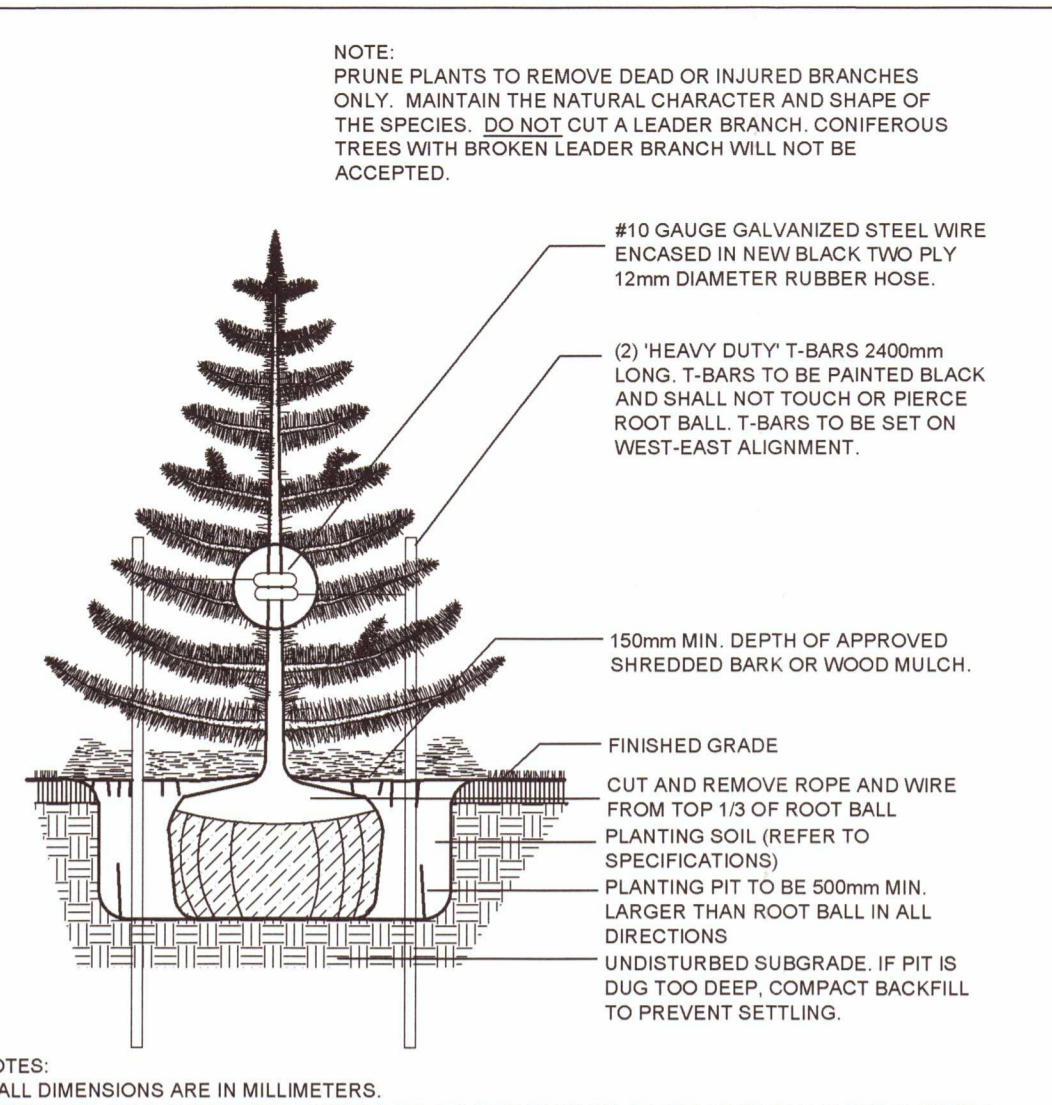 NOTE:
PRUNE PLANTS TO REMOVE DEAD OR INJURED BRANCHES
ONLY. MAINTAIN THE NATURAL CHARACTER AND SHAPE OF
THE SPECIES. DO NOT CUT A LEADER BRANCH. CONIFEROUS
TREES WITH BROKEN LEADER BRANCH WILL NOT BE
ACCEPTED.
#10 GAUGE GALVANIZED STEEL WIRE
ENCASED IN NEW BLACK TWO PLY
12mm DIAMETER RUBBER HOSE.
(2) 'HEAVY DUTY' T-BARS 2400mm
LONG. T-BARS TO BE PAINTED BLACK
AND SHALL NOT TOUCH OR PIERCE
ROOT BALL. T-BARS TO BE SET ON
WEST-EAST ALIGNMENT.
150mm MIN. DEPTH OF APPROVED
SHREDDED BARK OR WOOD MULCH.
FINISHED GRADE
CUT AND REMOVE ROPE AND WIRE
FROM TOP 1/3 OF ROOT BALL
PLANTING SOIL (REFER TO
SPECIFICATIONS)
PLANTING PIT TO BE 500mm MIN.
LARGER THAN ROOT BALL IN ALL
DIRECTIONS
UNDISTURBED SUBGRADE. IF PIT IS
DUG TOO DEEP, COMPACT BACKFILL
TO PREVENT SETTLING.
OTES:
ALL DIMENSIONS ARE IN MILLIMETERS.